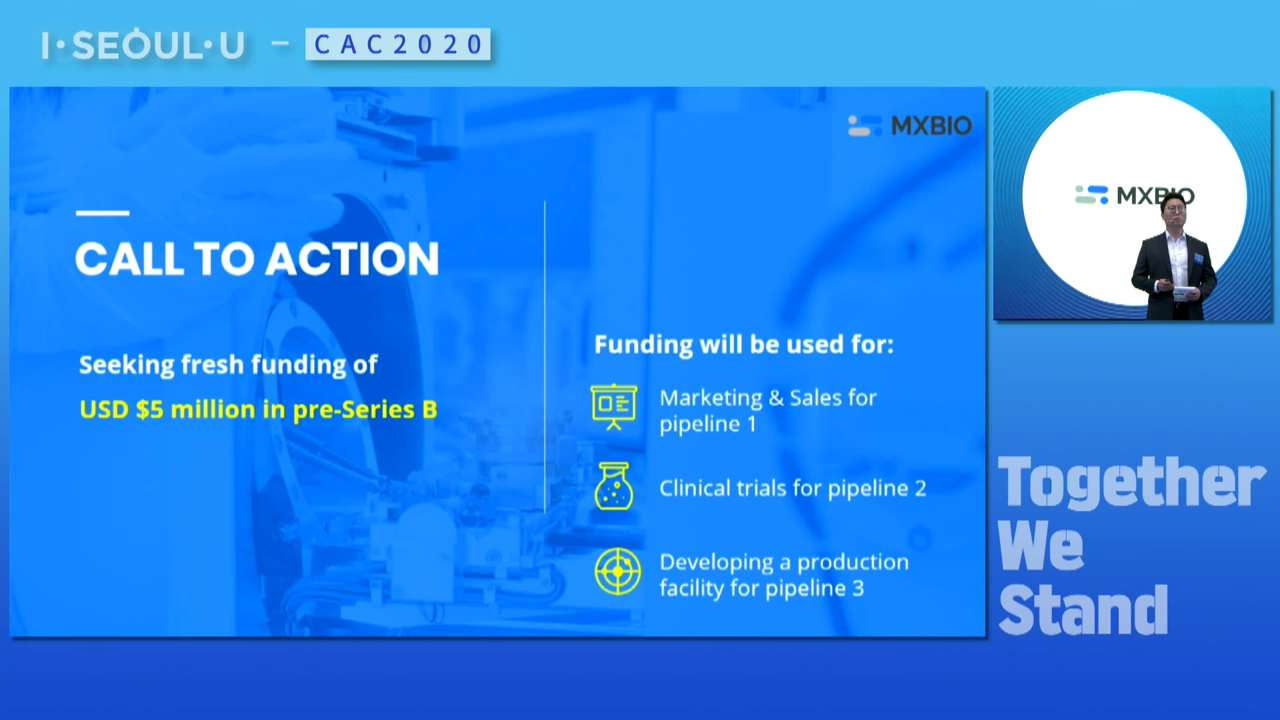 I·SEOUL·U – CAC2020
MXBIO
CALL TO ACTION
Seeking fresh funding of
USD $5 million in pre-Series B
Funding will be used for:
Marketing & Sales for
pipeline 1
Clinical trials for pipeline 2
Developing a production
facility for pipeline 3
MXBIO
Together
We
Stand